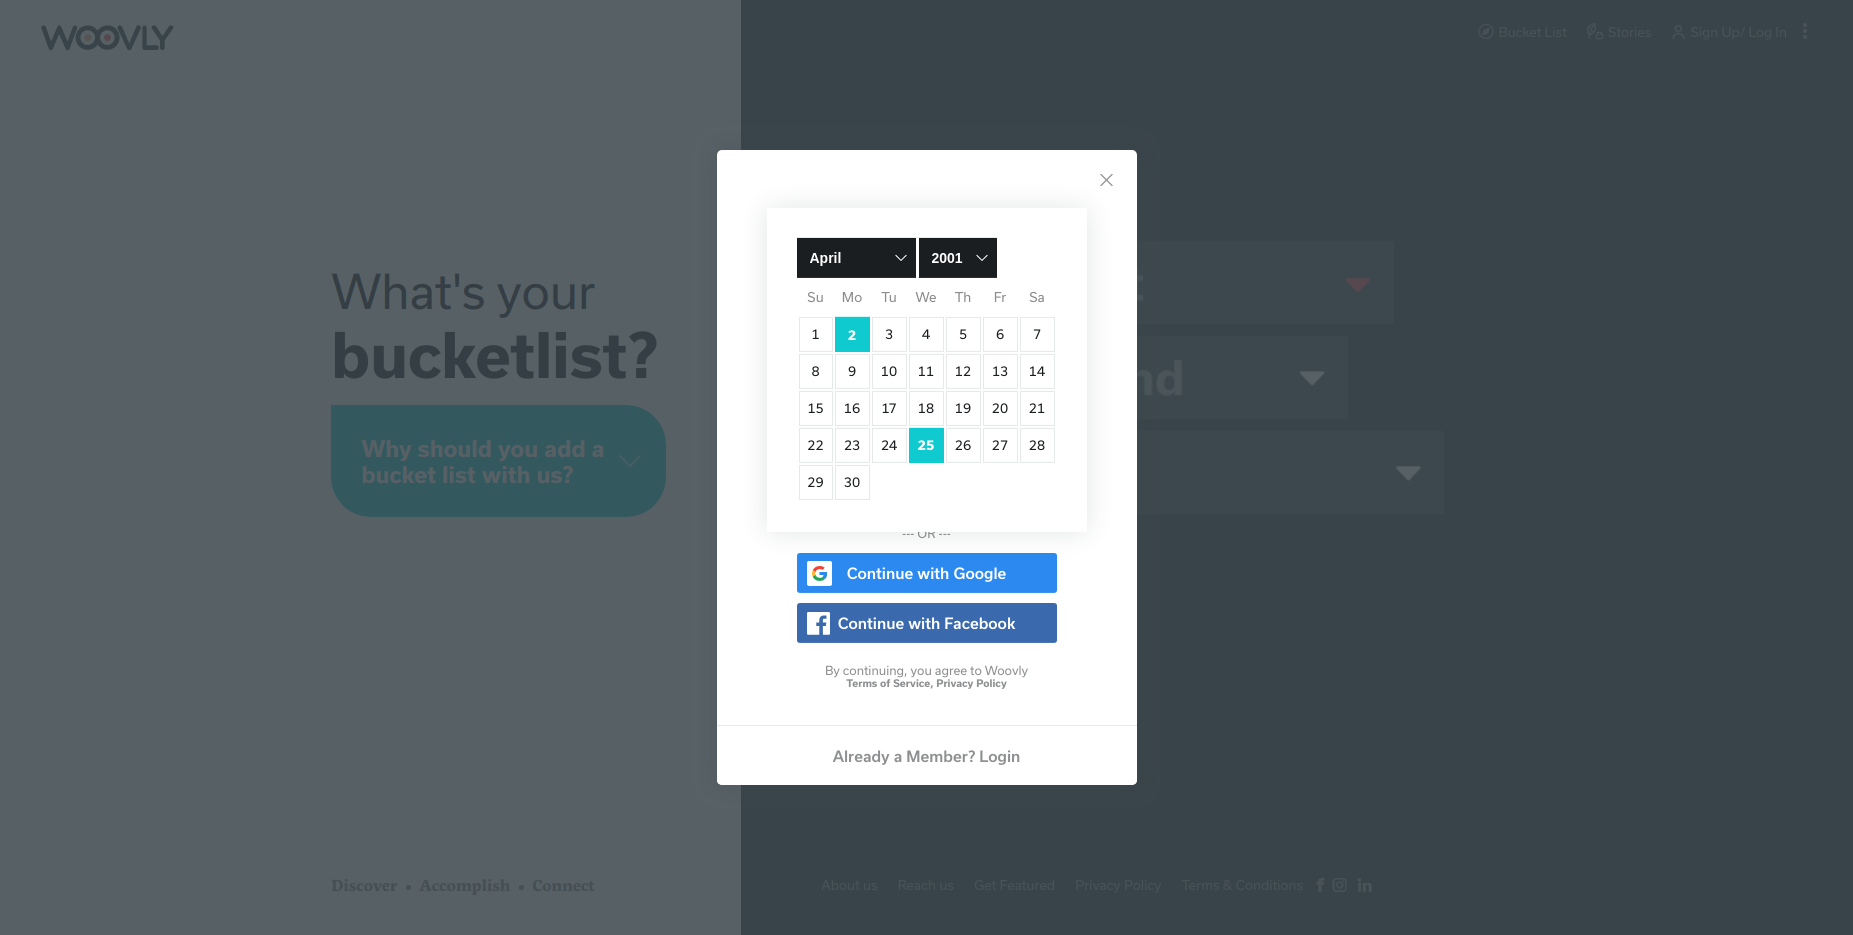 WOOVLY
Bucket List
Stories
Sign Up/ Log In
What's your
bucketlist?
Why should you add a
bucket list with us?
nd
April
2001
Su Mo Tu We Th Fr Sa
1 2 3 4 5 6 7
8 9 10 11 12 13 14
15 16 17 18 19 20 21
22 23 24 25 26 27 28
29 30
--- OR ---
Continue with Google
Continue with Facebook
By continuing, you agree to Woovly
Terms of Service, Privacy Policy
Already a Member? Login
Discover • Accomplish • Connect
About us Reach us Get Featured Privacy Policy Terms & Conditions